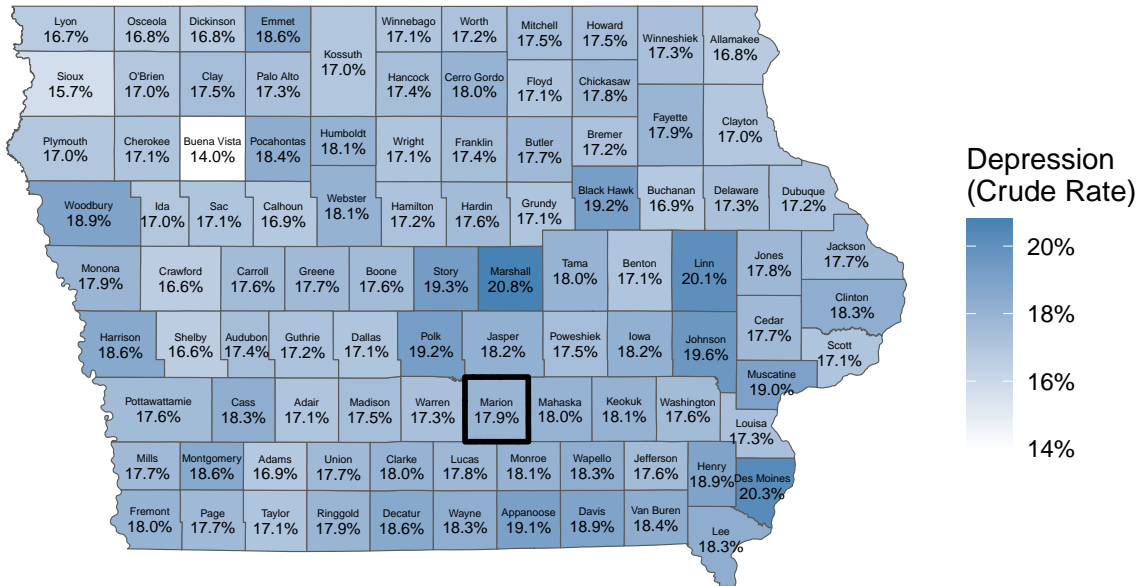 Lyon
16.7%
Osceola
16.8%
Dickinson
16.8%
Emmet
18.6%
Kossuth
17.0%
Winnebago
17.1%
Worth
17.2%
Mitchell
17.5%
Howard
17.5%
Winneshiek
17.3%
Allamakee
16.8%
Sioux
15.7%
O'Brien
17.0%
Clay
17.5%
Palo Alto
17.3%
Hancock
17.4%
Cerro Gordo
18.0%
Floyd
17.1%
Chickasaw
17.8%
Fayette
17.9%
Clayton
17.0%
Plymouth
17.0%
Cherokee
17.1%
Buena Vista
14.0%
Pocahontas
18.4%
Humboldt
18.1%
Wright
17.1%
Franklin
17.4%
Butler
17.7%
Bremer
17.2%
Woodbury
18.9%
Ida
17.0%
Sac
17.1%
Calhoun
16.9%
Webster
18.1%
Hamilton
17.2%
Hardin
17.6%
Grundy
17.1%
Black Hawk
19.2%
Buchanan
16.9%
Delaware
17.3%
Dubuque
17.2%
Monona
17.9%
Crawford
16.6%
Carroll
17.6%
Greene
17.7%
Boone
17.6%
Story
19.3%
Marshall
20.8%
Tama
18.0%
Benton
17.1%
Linn
20.1%
Jones
17.8%
Jackson
17.7%
Clinton
18.3%
Harrison
18.6%
Shelby
16.6%
Audubon
17.4%
Guthrie
17.2%
Dallas
17.1%
Polk
19.2%
Jasper
18.2%
Poweshiek
17.5%
Iowa
18.2%
Johnson
19.6%
Cedar
17.7%
Scott
17.1%
Muscatine
19.0%
Pottawattamie
17.6%
Cass
18.3%
Adair
17.1%
Madison
17.5%
Warren
17.3%
Marion
17.9%
Mahaska
18.0%
Keokuk
18.1%
Washington
17.6%
Louisa
17.3%
Mills
17.7%
Montgomery
18.6%
Adams
16.9%
Union
17.7%
Clarke
18.0%
Lucas
17.8%
Monroe
18.1%
Wapello
18.3%
Jefferson
17.6%
Henry
18.9%
Des Moines
20.3%
Fremont
18.0%
Page
17.7%
Taylor
17.1%
Ringgold
17.9%
Decatur
18.6%
Wayne
18.3%
Appanoose
19.1%
Davis
18.9%
Van Buren
18.4%
Lee
18.3%
Depression
(Crude Rate)
20%
18%
16%
14%